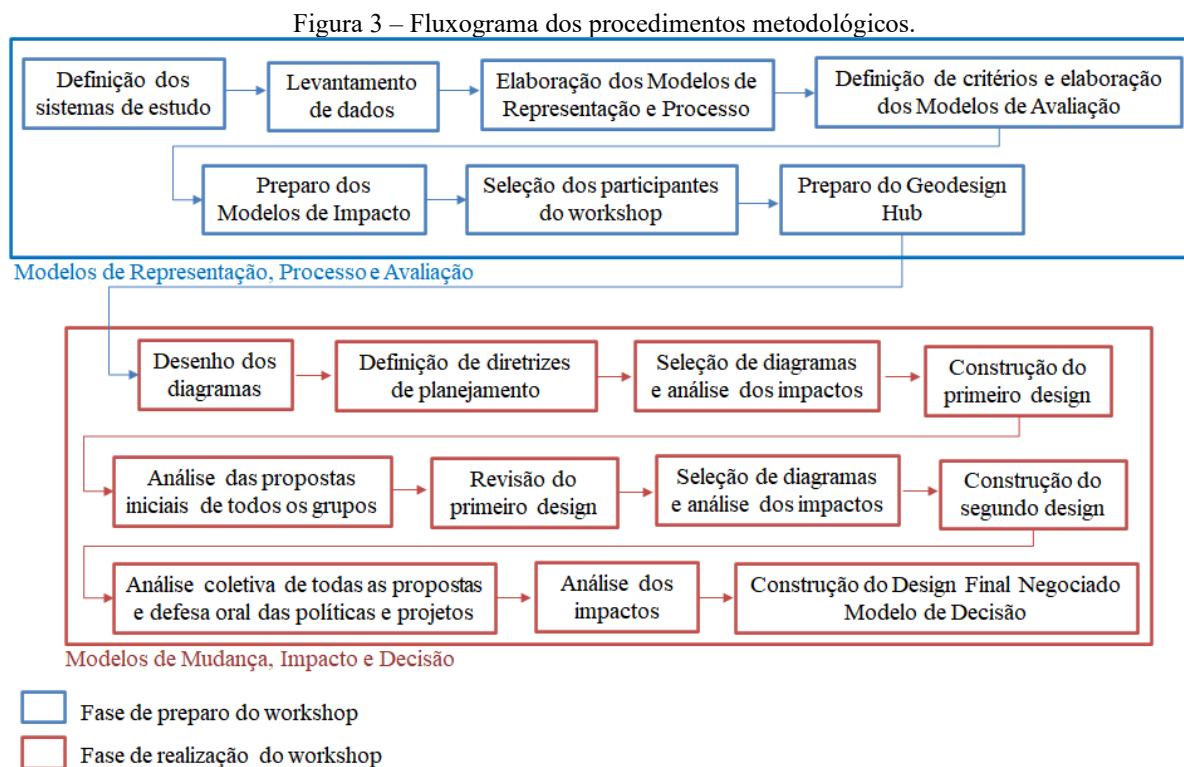 Figura 3 – Fluxograma dos procedimentos metodológicos.
Definição dos
sistemas de estudo
Levantamento
de dados
Elaboração dos Modelos de
Representação e Processo
Definição de critérios e elaboração
dos Modelos de Avaliação
Preparo dos
Modelos de Impacto
Seleção dos participantes
do workshop
Preparo do Geodesign
Hub
Modelos de Representação, Processo e Avaliação
Desenho dos
diagramas
Definição de diretrizes
de planejamento
Seleção de diagramas
e análise dos impactos
Construção do
primeiro design
Análise das propostas
iniciais de todos os grupos
Revisão do
primeiro design
Seleção de diagramas
e análise dos impactos
Construção do
segundo design
Análise coletiva de todas as propostas
e defesa oral das políticas e projetos
Análise dos
impactos
Construção do Design Final Negociado
Modelo de Decisão
Modelos de Mudança, Impacto e Decisão
Fase de preparo do workshop
Fase de realização do workshop